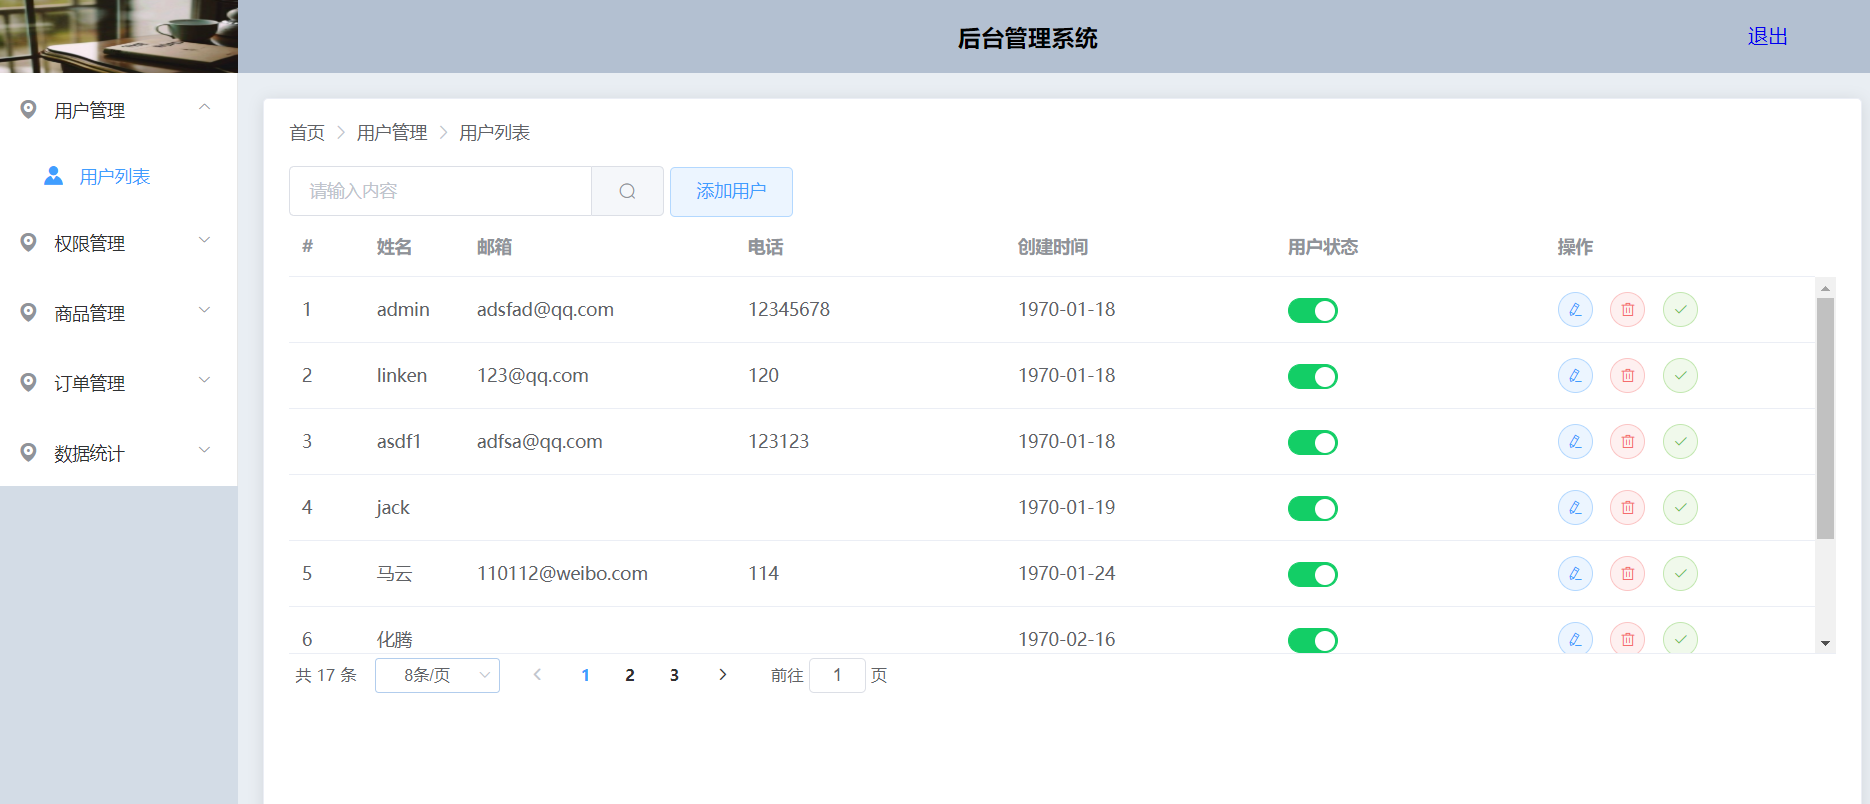 后台管理系统
退出
用户管理
用户列表
权限管理
商品管理
订单管理
数据统计
首页 用户管理 用户列表
请输入内容 添加用户
# 姓名 邮箱 电话 创建时间 用户状态 操作
1 admin adsfad@qq.com 12345678 1970-01-18
2 linken 123@qq.com 120 1970-01-18
3 asdf1 adfsa@qq.com 123123 1970-01-18
4 jack 1970-01-19
5 马云 110112@weibo.com 114 1970-01-24
6 化腾 1970-02-16
共 17 条 8条/页 1 2 3 前往 1 页